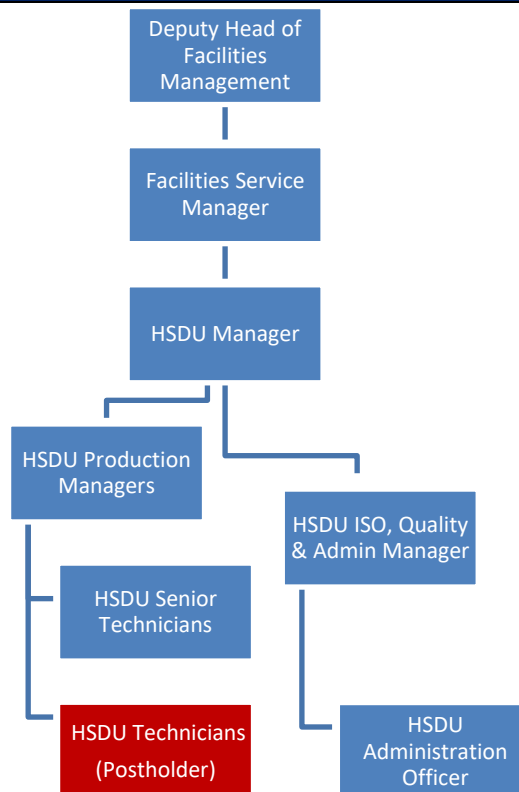 Deputy Head of
Facilities
Management
Facilities Service
Manager
HSDU Manager
HSDU Production
Managers
HSDU ISO, Quality
& Admin Manager
HSDU Senior
Technicians
HSDU Technicians
(Postholder)
HSDU
Administration
Officer